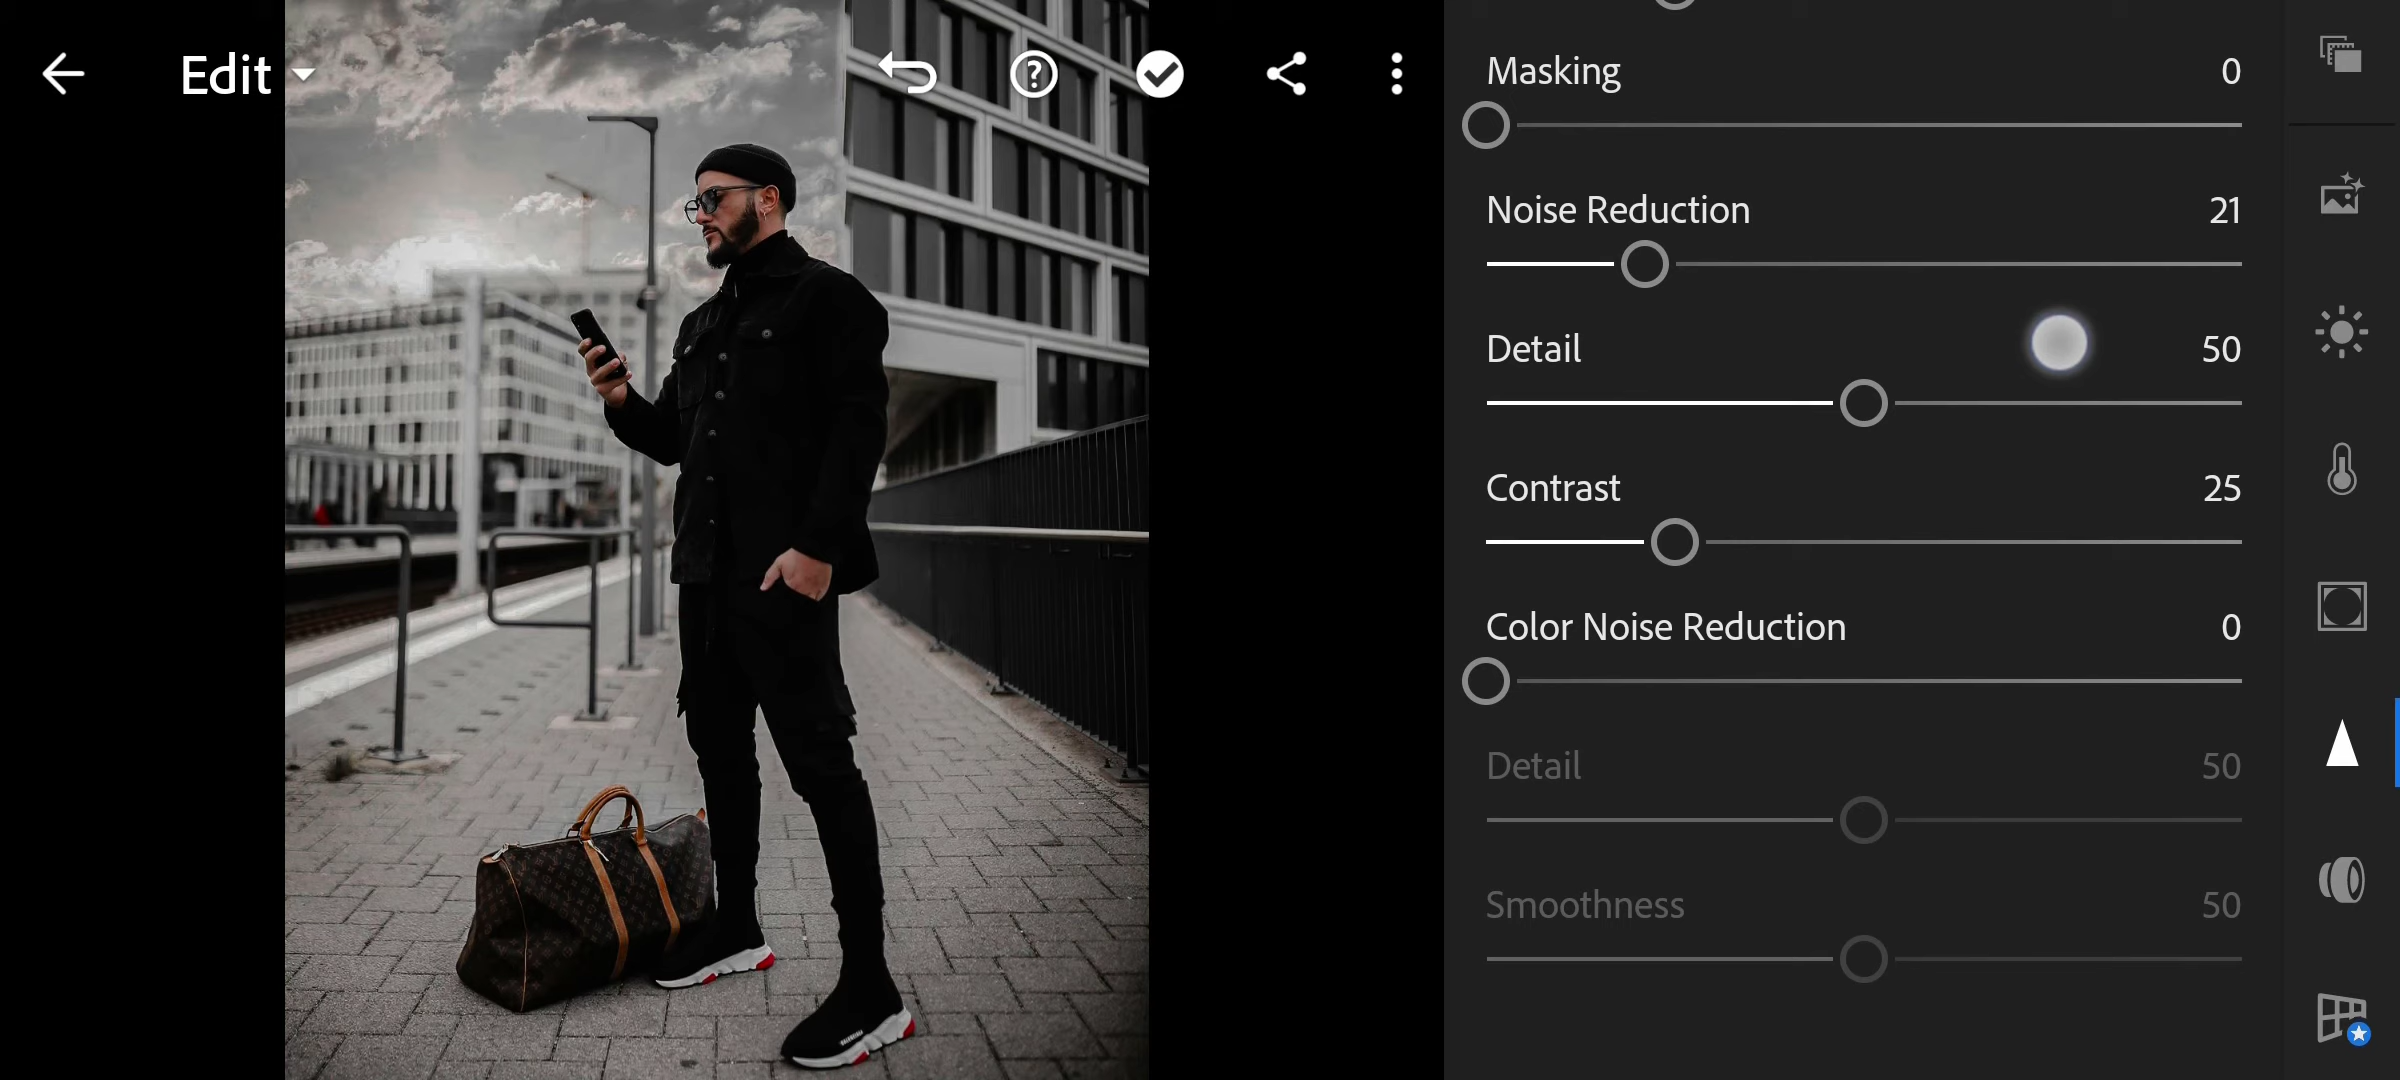 Edit
Masking 0
Noise Reduction 21
Detail 50
Contrast 25
Color Noise Reduction 0
Detail 50
Smoothness 50